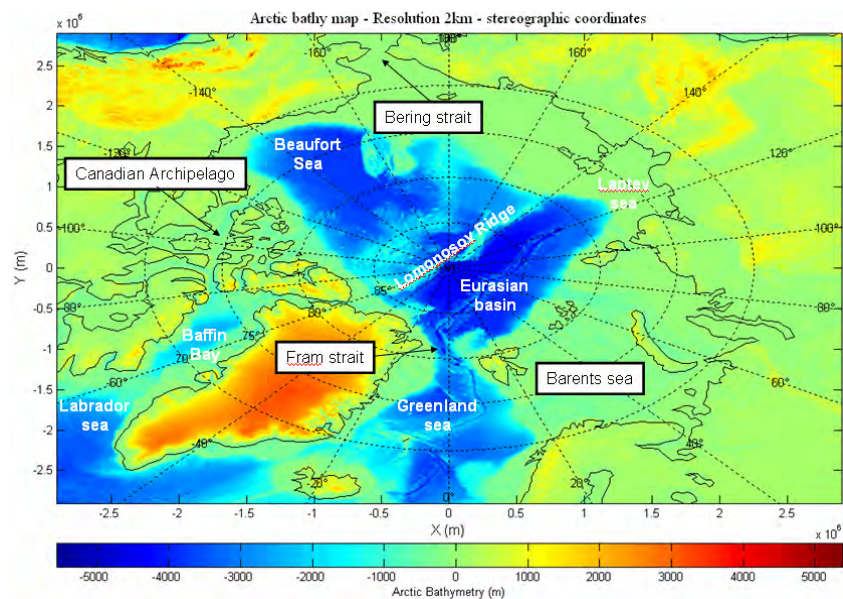 Arctic bathy map - Resolution 2km - stereographic coordinates
x 10^6
2.5
2
1.5
1
0.5
0
-0.5
-1
-1.5
-2
-2.5
Y (m)
-160°
160°
-140°
140°
-120°
120°
100°
100°
80°
80°
60°
60°
-40°
40°
-20°
20°
0°
85°
80°
75°
70°
Bering strait
Beaufort
Sea
Canadian Archipelago
Laptev
sea
Lomonosov Ridge
Eurasian
basin
Baffin
Bay
Fram strait
Barents sea
Labrador
sea
Greenland
sea
-2.5 -2 -1.5 -1 -0.5 0 0.5 1 1.5 2 2.5
X (m)
x 10^6
-5000 -4000 -3000 -2000 -1000 0 1000 2000 3000 4000 5000
Arctic Bathymetry (m)